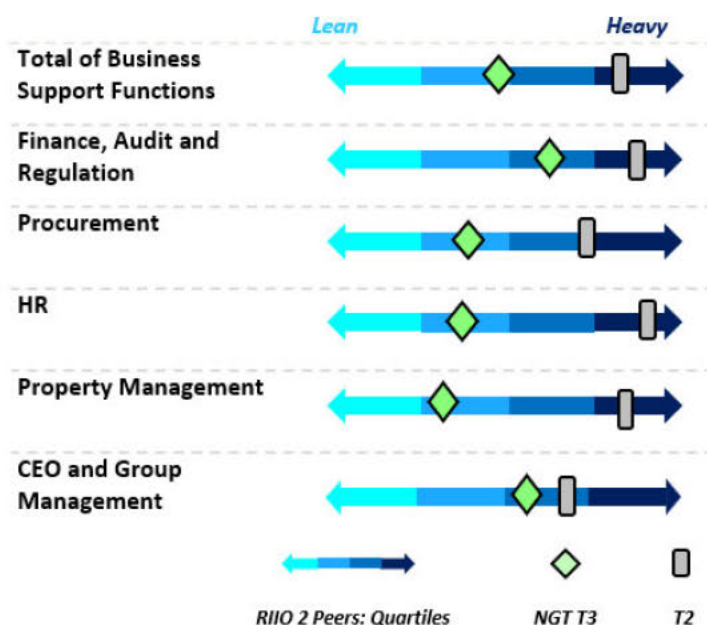 Lean Heavy
Total of Business
Support Functions
Finance, Audit and
Regulation
Procurement
HR
Property Management
CEO and Group
Management
RIIO 2 Peers: Quartiles NGT T3 T2